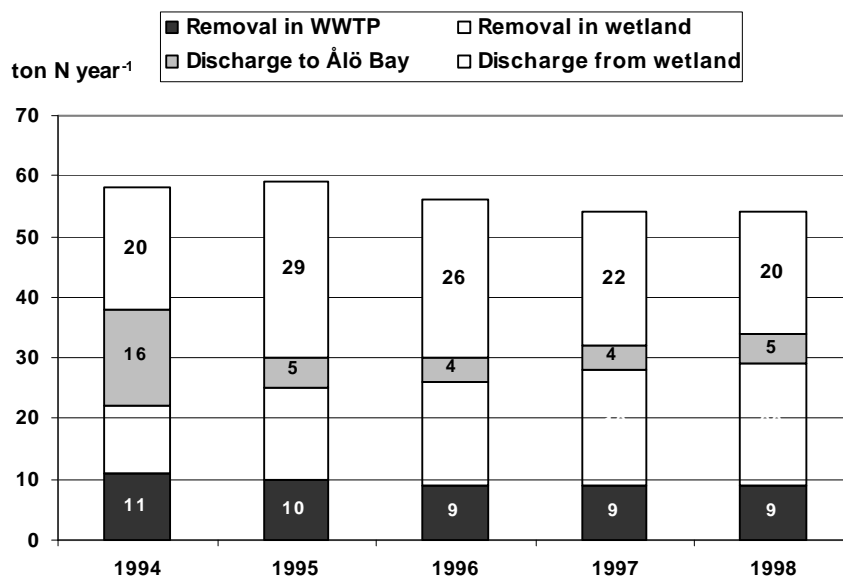 Removal in WWTP Removal in wetland
Discharge to Ålö Bay Discharge from wetland
ton N year-1
70
60
50
40
30
20
10
0
20 29 26 22 20
16 5 4 4 5
11 10 9 9 9
1994 1995 1996 1997 1998